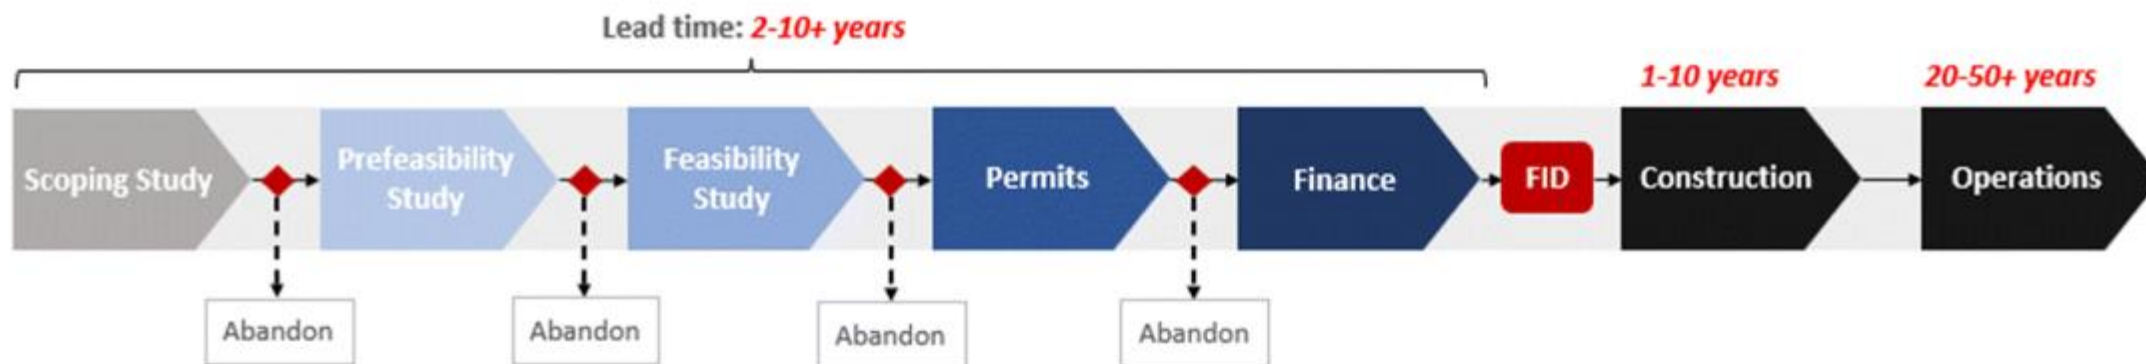 Lead time: 2-10+ years
1-10 years
20-50+ years
Scoping Study
Prefeasibility
Study
Feasibility
Study
Permits
Finance
FID
Construction
Operations
Abandon
Abandon
Abandon
Abandon